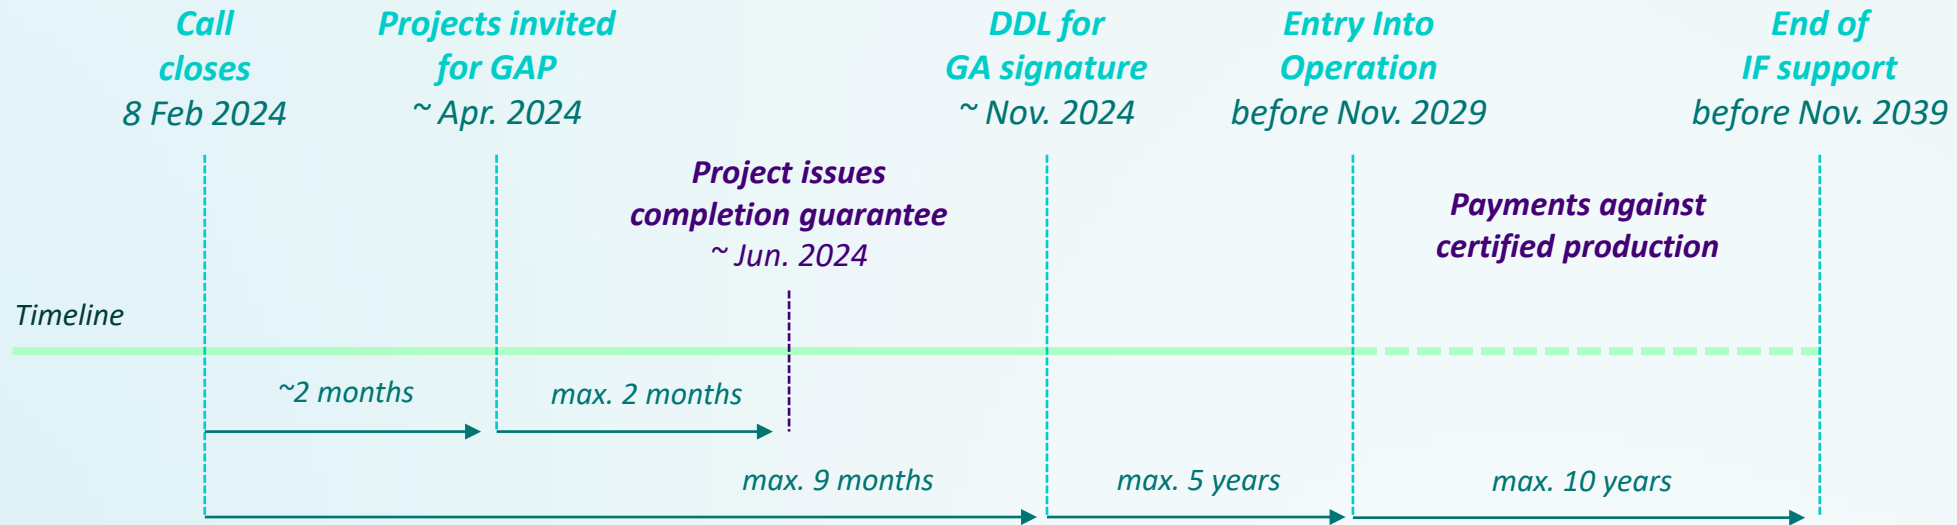 Call
closes
8 Feb 2024
Projects invited
for GAP
~ Apr. 2024
Project issues
completion guarantee
~ Jun. 2024
DDL for
GA signature
~ Nov. 2024
Entry Into
Operation
before Nov. 2029
Payments against
certified production
End of
IF support
before Nov. 2039
Timeline
~2 months
max. 2 months
max. 9 months
max. 5 years
max. 10 years